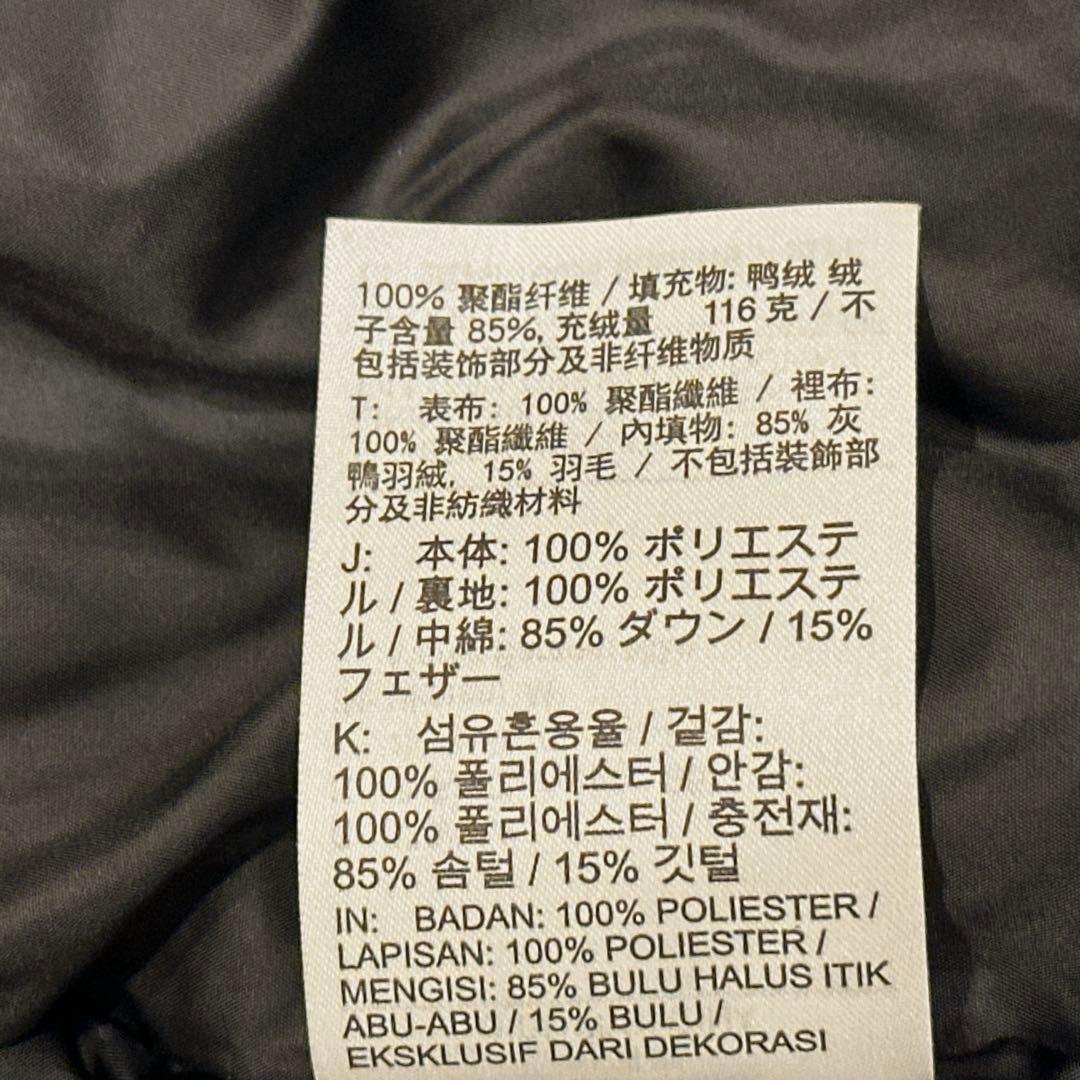 100% 聚酯纤维 / 填充物: 鸭绒 绒
子含量 85%, 充绒量 116 克 / 不
包括装饰部分及非纤维物质
T: 表布: 100% 聚酯纖維 / 裡布:
100% 聚酯纖維 / 內填物: 85% 灰
鴨羽絨, 15% 羽毛 / 不包括裝飾部
分及非紡織材料
J: 本体: 100% ポリエステ
ル / 裏地: 100% ポリエステ
ル / 中綿: 85% ダウン / 15%
フェザー
K: 섬유혼용율 / 겉감:
100% 폴리에스터 / 안감:
100% 폴리에스터 / 충전재:
85% 솜털 / 15% 깃털
IN: BADAN: 100% POLIESTER /
LAPISAN: 100% POLIESTER /
MENGISI: 85% BULU HALUS ITIK
ABU-ABU / 15% BULU /
EKSKLUSIF DARI DEKORASI